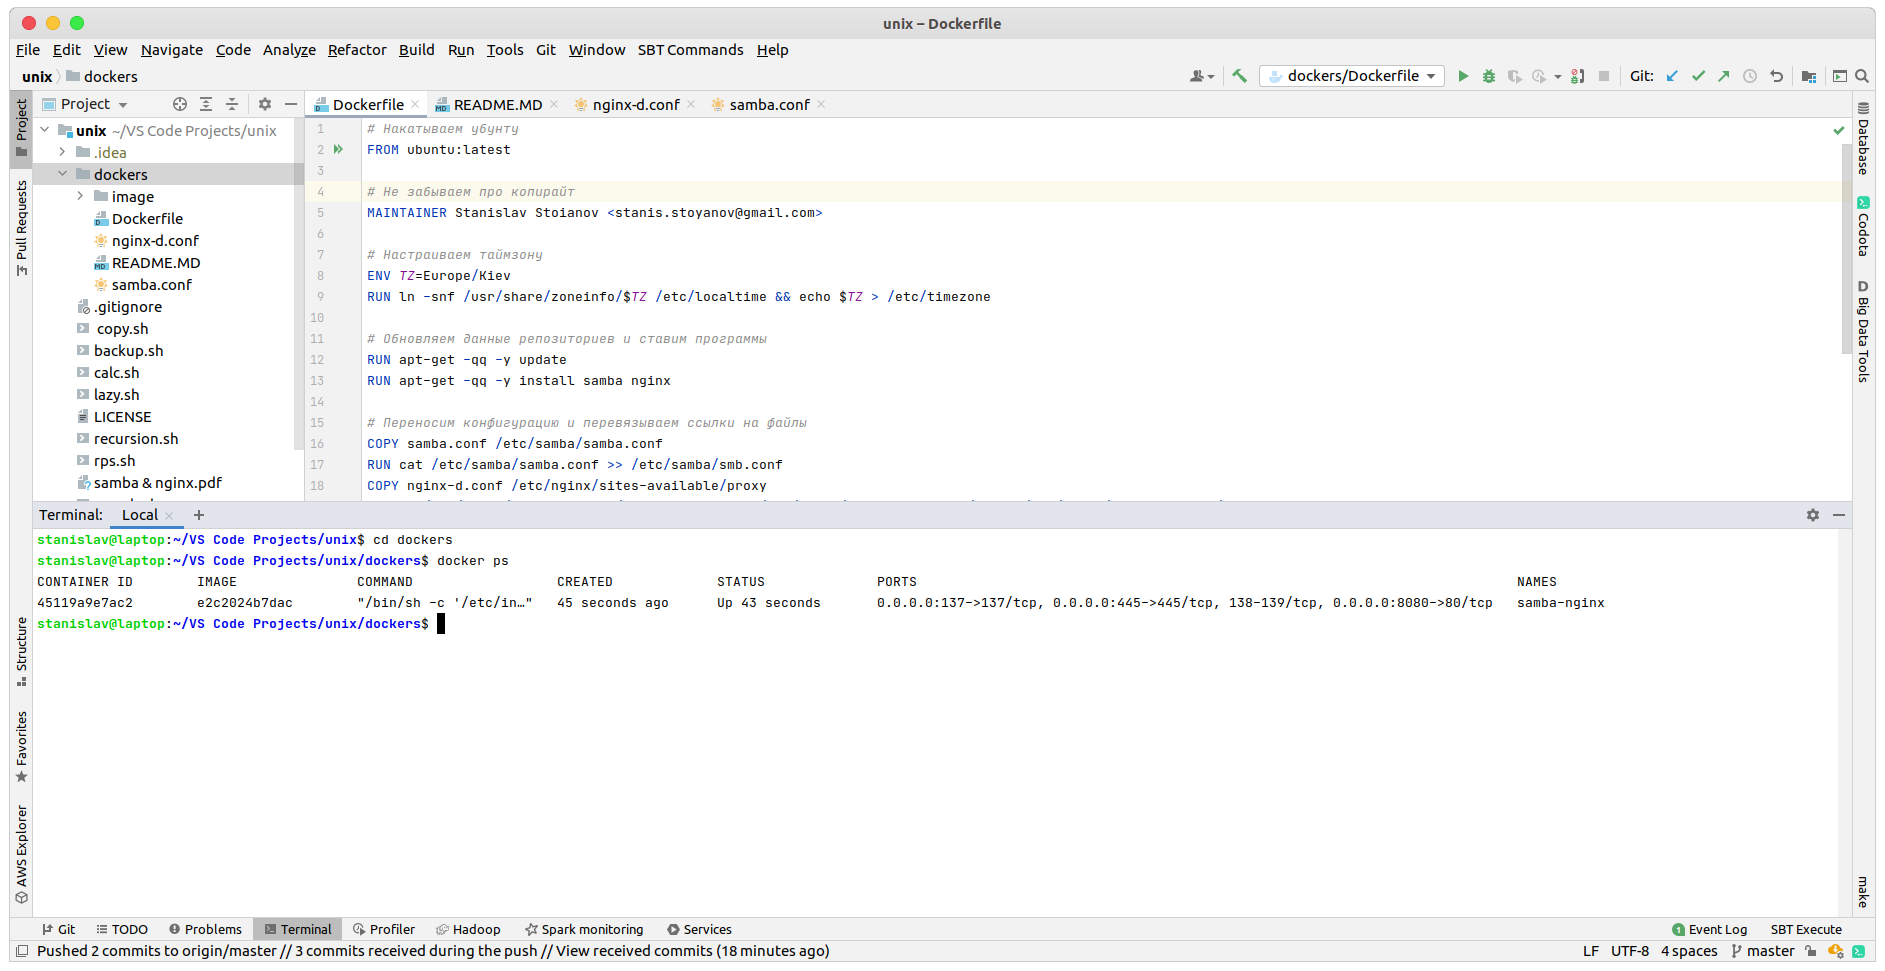 unix – Dockerfile
File Edit View Navigate Code Analyze Refactor Build Run Tools Git Window SBT Commands Help
unix dockers
dockers/Dockerfile
Git:
Project
Dockerfile
README.MD
nginx-d.conf
samba.conf
Project
Pull Requests
Structure
Favorites
AWS Explorer
unix ~/VS Code Projects/unix
.idea
dockers
image
Dockerfile
nginx-d.conf
README.MD
samba.conf
.gitignore
copy.sh
backup.sh
calc.sh
lazy.sh
LICENSE
recursion.sh
rps.sh
samba & nginx.pdf
1 # Накатываем убунту
2 FROM ubuntu:latest
3
4 # Не забываем про копирайт
5 MAINTAINER Stanislav Stoianov <stanis.stoyanov@gmail.com>
6
7 # Настраиваем таймзону
8 ENV TZ=Europe/Kiev
9 RUN ln -snf /usr/share/zoneinfo/$TZ /etc/localtime && echo $TZ > /etc/timezone
10
11 # Обновляем данные репозиториев и ставим программы
12 RUN apt-get -qq -y update
13 RUN apt-get -qq -y install samba nginx
14
15 # Переносим конфигурацию и перевязываем ссылки на файлы
16 COPY samba.conf /etc/samba/samba.conf
17 RUN cat /etc/samba/samba.conf >> /etc/samba/smb.conf
18 COPY nginx-d.conf /etc/nginx/sites-available/proxy
Database
Codota
D Big Data Tools
make
Terminal: Local +
stanislav@laptop:~/VS Code Projects/unix$ cd dockers
stanislav@laptop:~/VS Code Projects/unix/dockers$ docker ps
CONTAINER ID IMAGE COMMAND CREATED STATUS PORTS NAMES
45119a9e7ac2 e2c2024b7dac "/bin/sh -c '/etc/in…" 45 seconds ago Up 43 seconds 0.0.0.0:137->137/tcp, 0.0.0.0:445->445/tcp, 138-139/tcp, 0.0.0.0:8080->80/tcp samba-nginx
stanislav@laptop:~/VS Code Projects/unix/dockers$
Git TODO Problems Terminal Profiler Hadoop Spark monitoring Services
1 Event Log SBT Execute
Pushed 2 commits to origin/master // 3 commits received during the push // View received commits (18 minutes ago)
LF UTF-8 4 spaces master